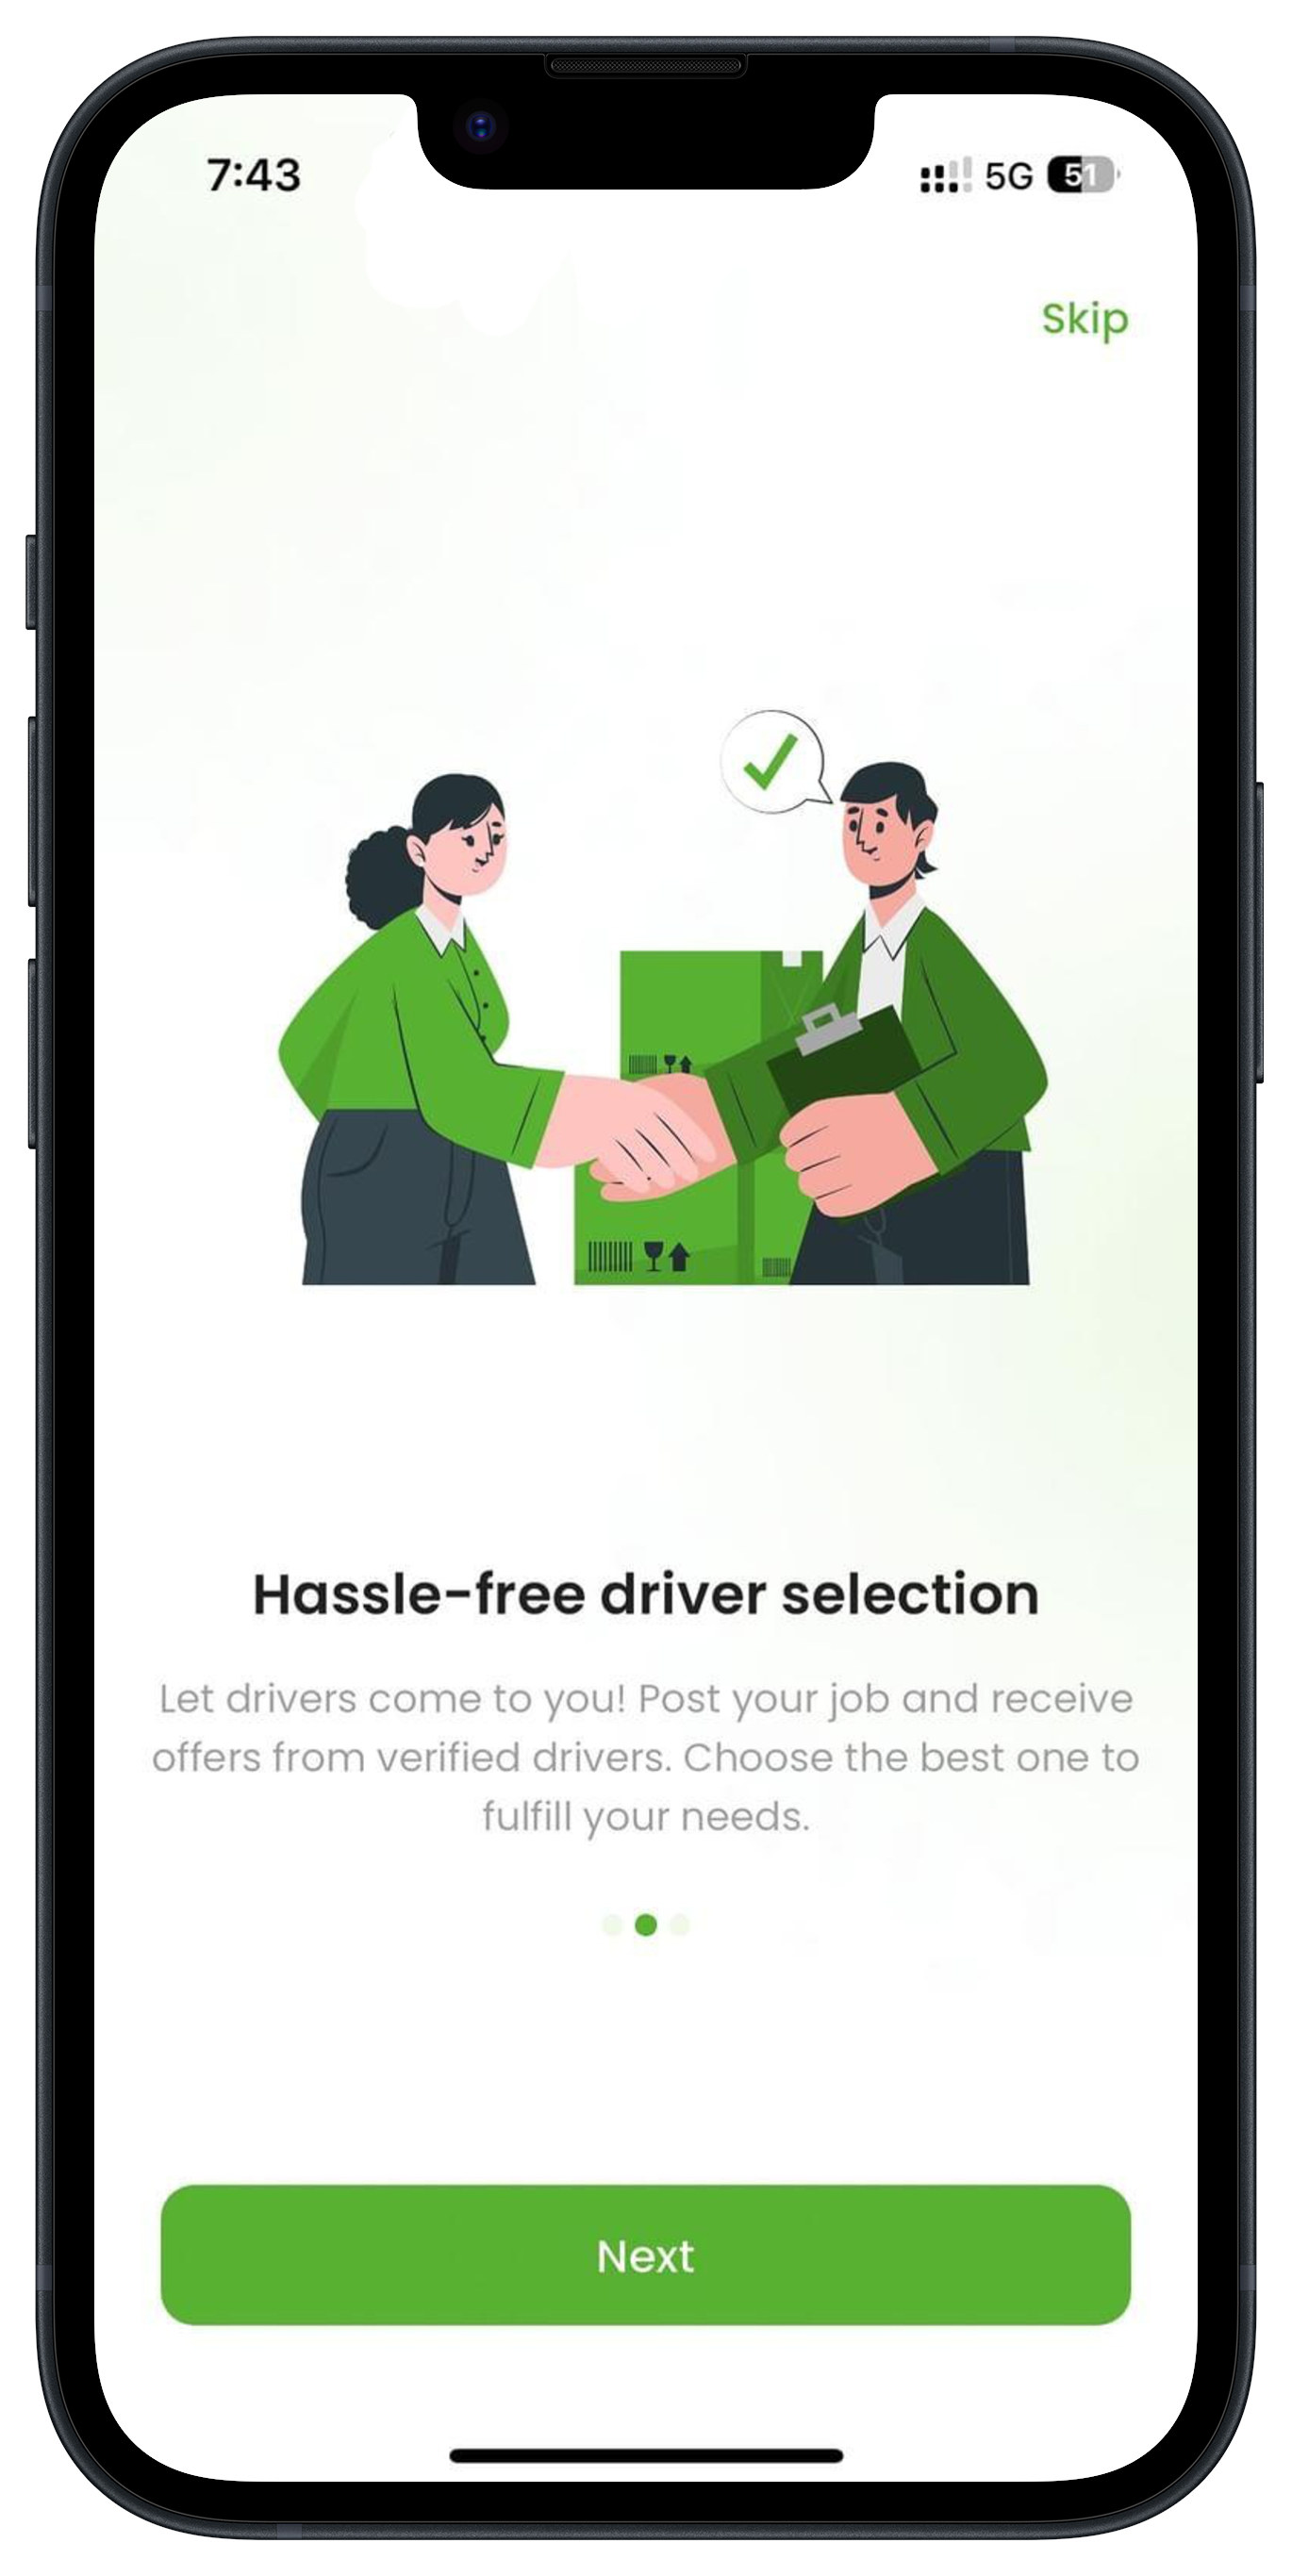 7:43 5G 51
Skip
Hassle-free driver selection
Let drivers come to you! Post your job and receive
offers from verified drivers. Choose the best one to
fulfill your needs.
Next